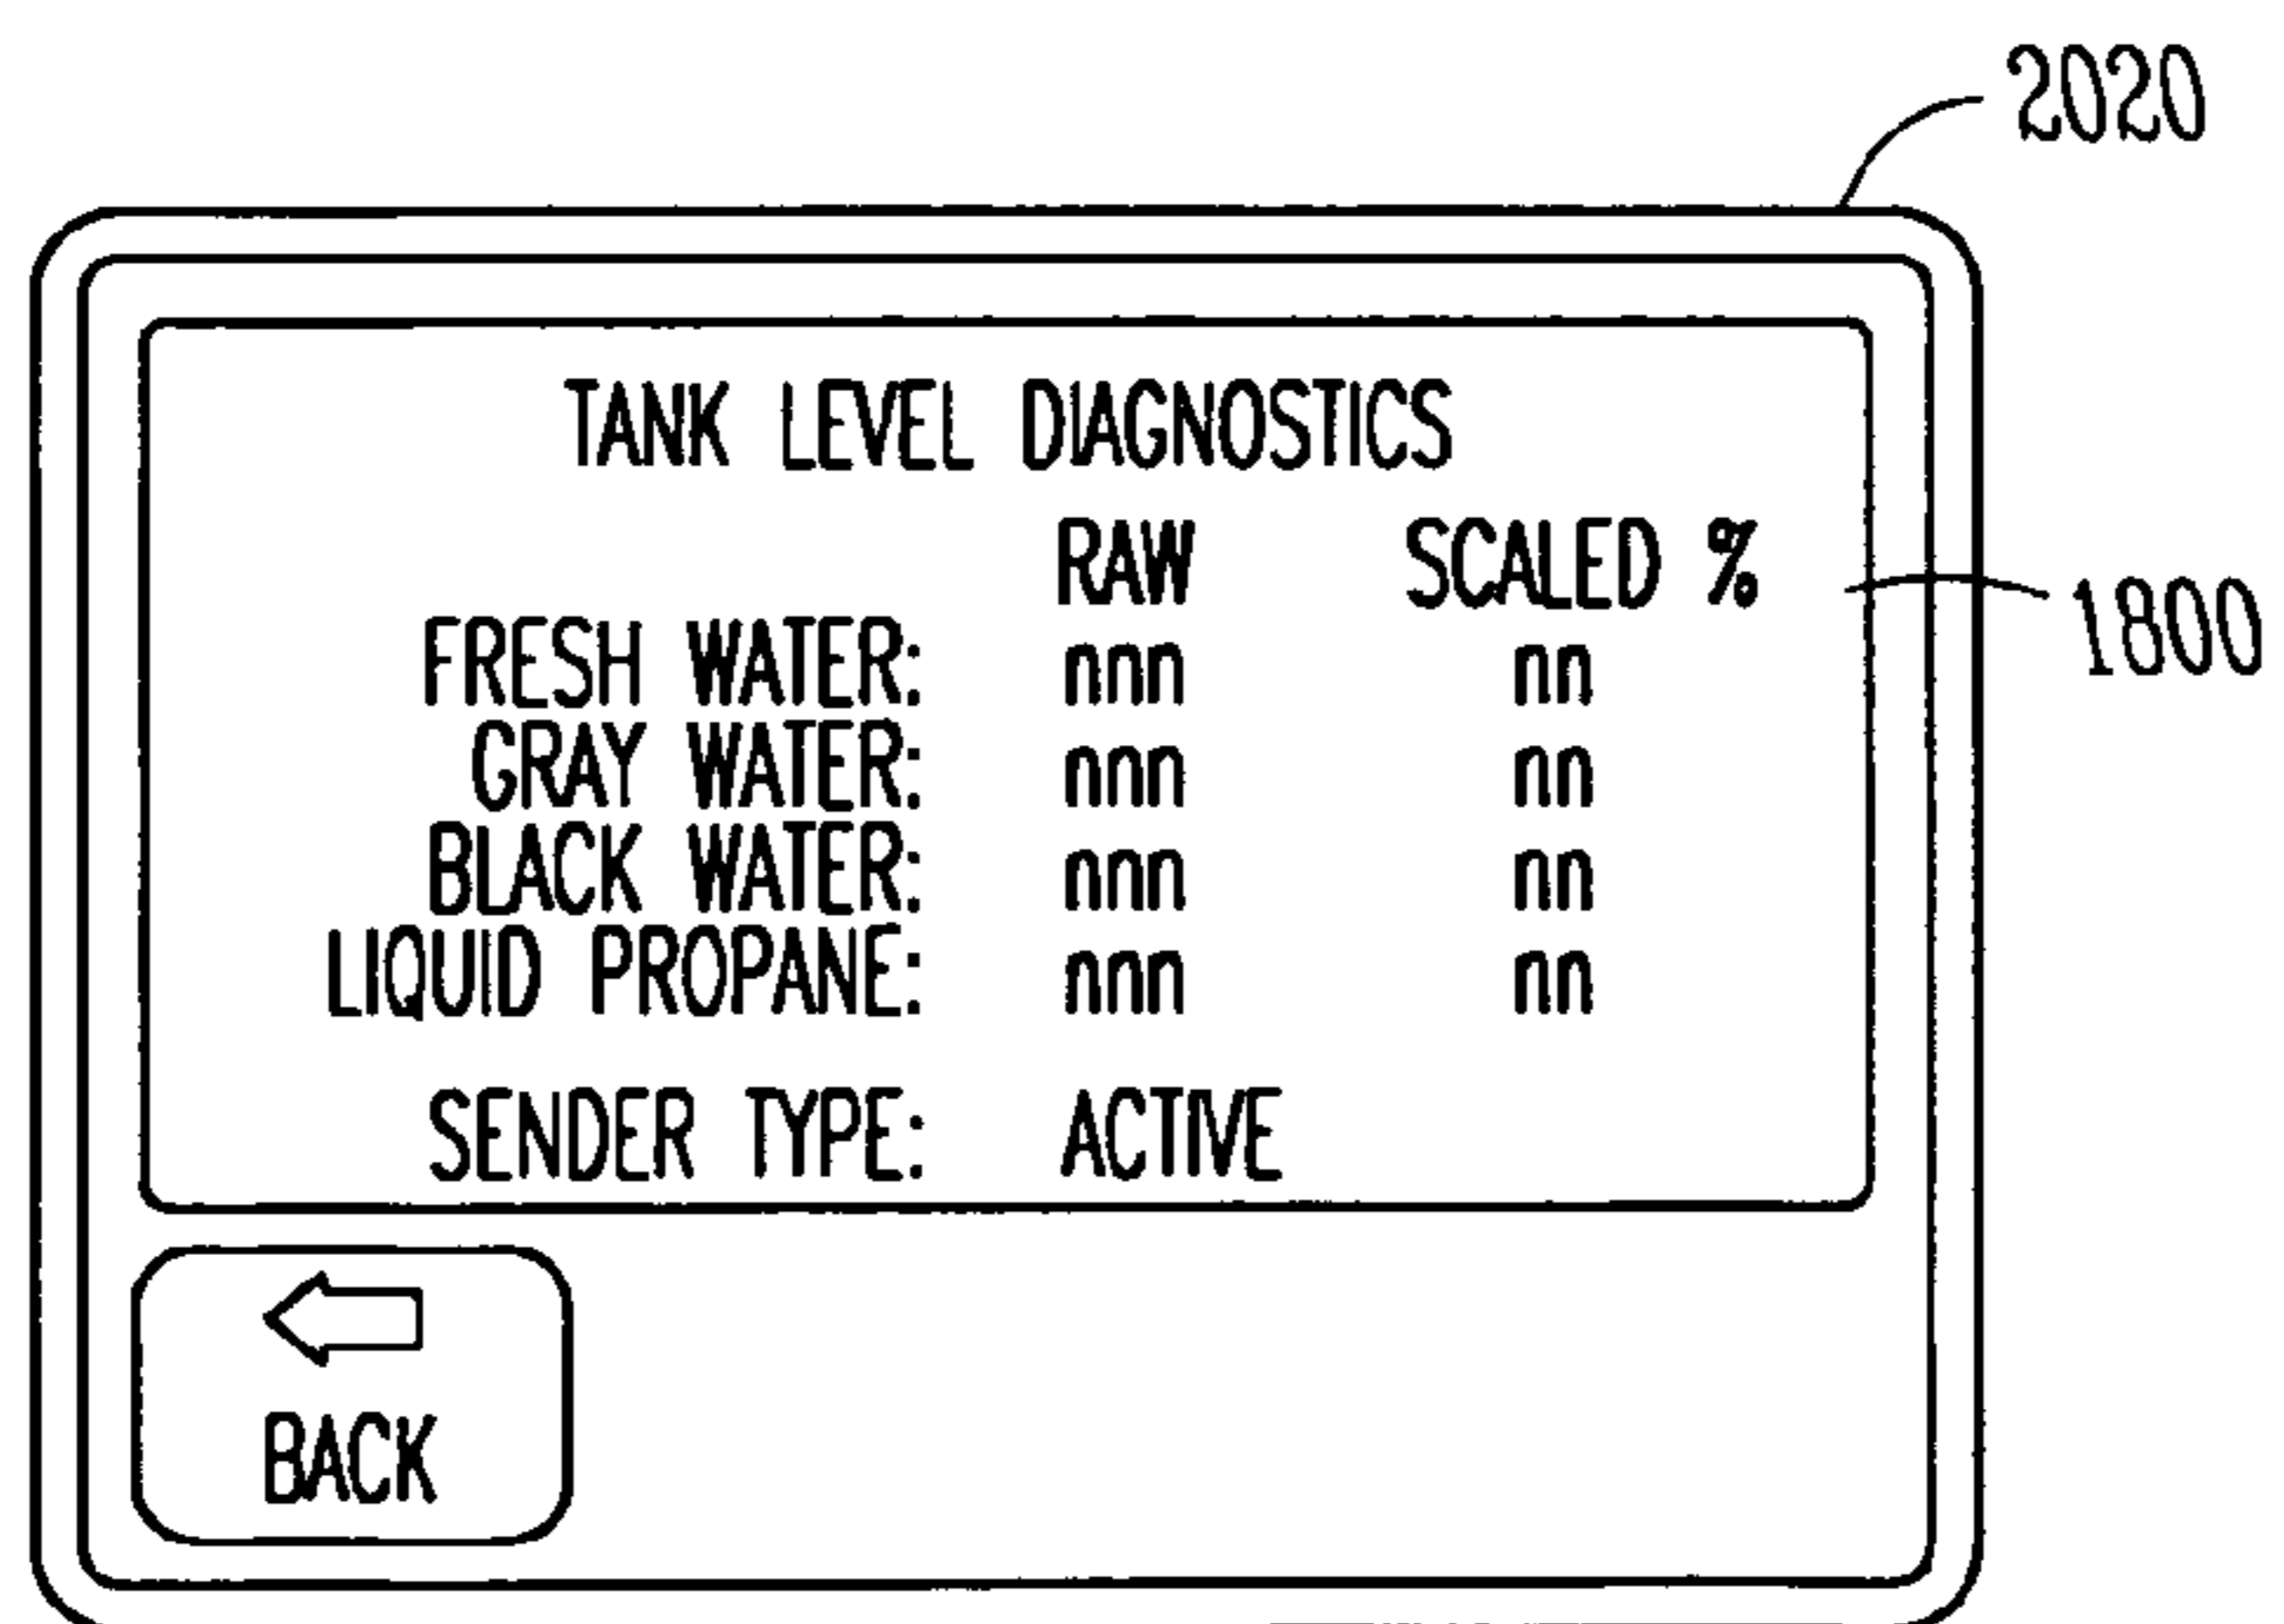 2020
TANK LEVEL DIAGNOSTICS
RAW SCALED %
1800
FRESH WATER: nnn nn
GRAY WATER: nnn nn
BLACK WATER: nnn nn
LIQUID PROPANE: nnn nn
SENDER TYPE: ACTIVE
BACK